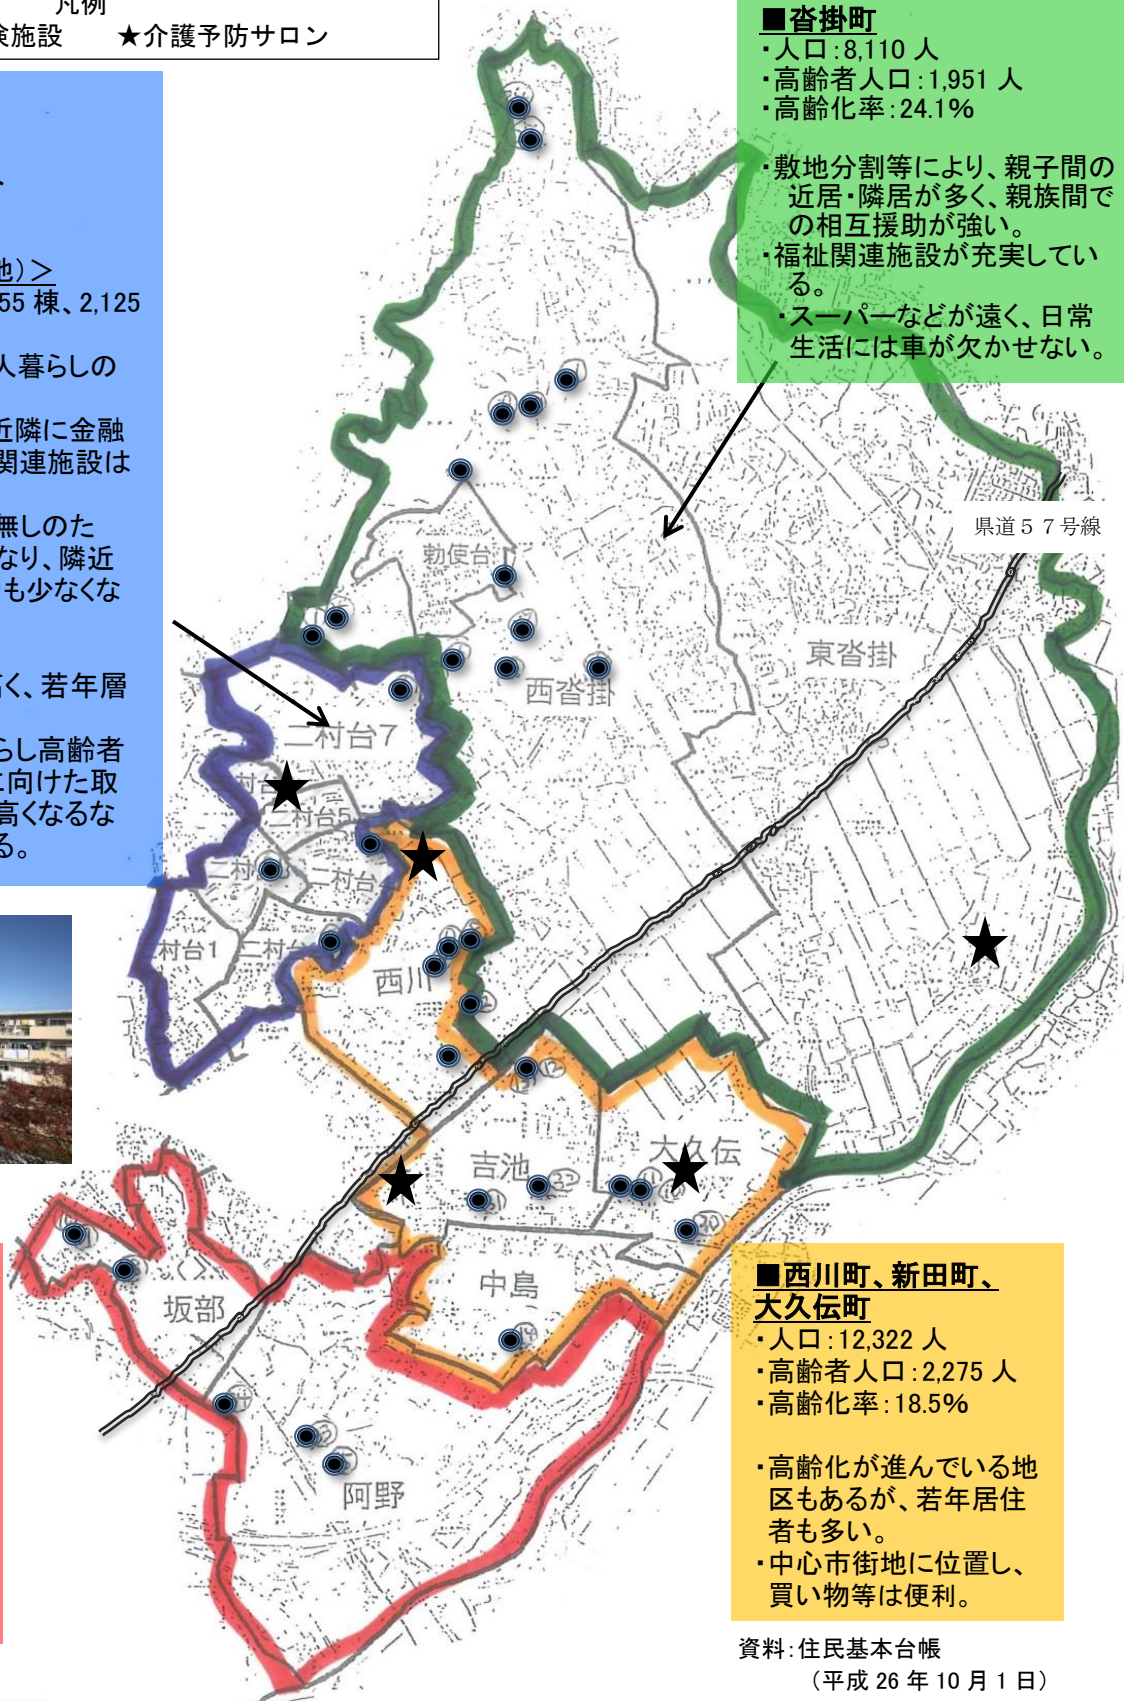 凡例
険施設　　★介護予防サロン
■沓掛町
・人口：8,110 人
・高齢者人口：1,951 人
・高齢化率：24.1％
・敷地分割等により、親子間の
近居・隣居が多く、親族間で
の相互援助が強い。
・福祉関連施設が充実してい
る。
・スーパーなどが遠く、日常
生活には車が欠かせない。
地）＞
55 棟、2,125
人暮らしの
近隣に金融
関連施設は
無しのた
なり、隣近
も少なくな
高く、若年層
らし高齢者
に向けた取
高くなるな
る。
県道５７号線
勅使台
東沓掛
西沓掛
二村台7
村台
二村台5
二村
二村台
村台1
二村
西川
吉池
大久伝
中島
坂部
阿野
■西川町、新田町、
大久伝町
・人口：12,322 人
・高齢者人口：2,275 人
・高齢化率：18.5％
・高齢化が進んでいる地
区もあるが、若年居住
者も多い。
・中心市街地に位置し、
買い物等は便利。
資料：住民基本台帳
（平成 26 年 10 月 1 日）